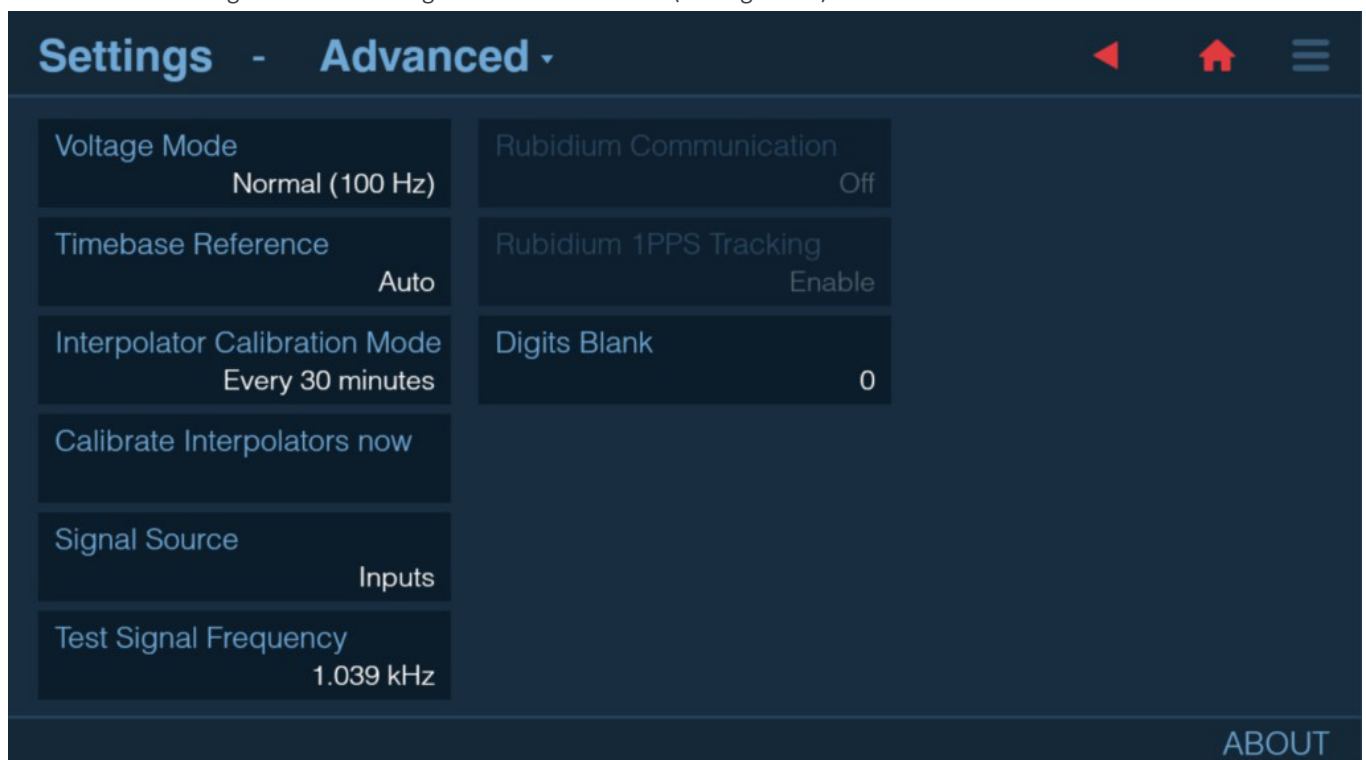 Settings - Advanced
Voltage Mode
Normal (100 Hz)
Timebase Reference
Auto
Interpolator Calibration Mode
Every 30 minutes
Calibrate Interpolators now
Signal Source
Inputs
Test Signal Frequency
1.039 kHz
Rubidium Communication
Off
Rubidium 1PPS Tracking
Enable
Digits Blank
0
ABOUT